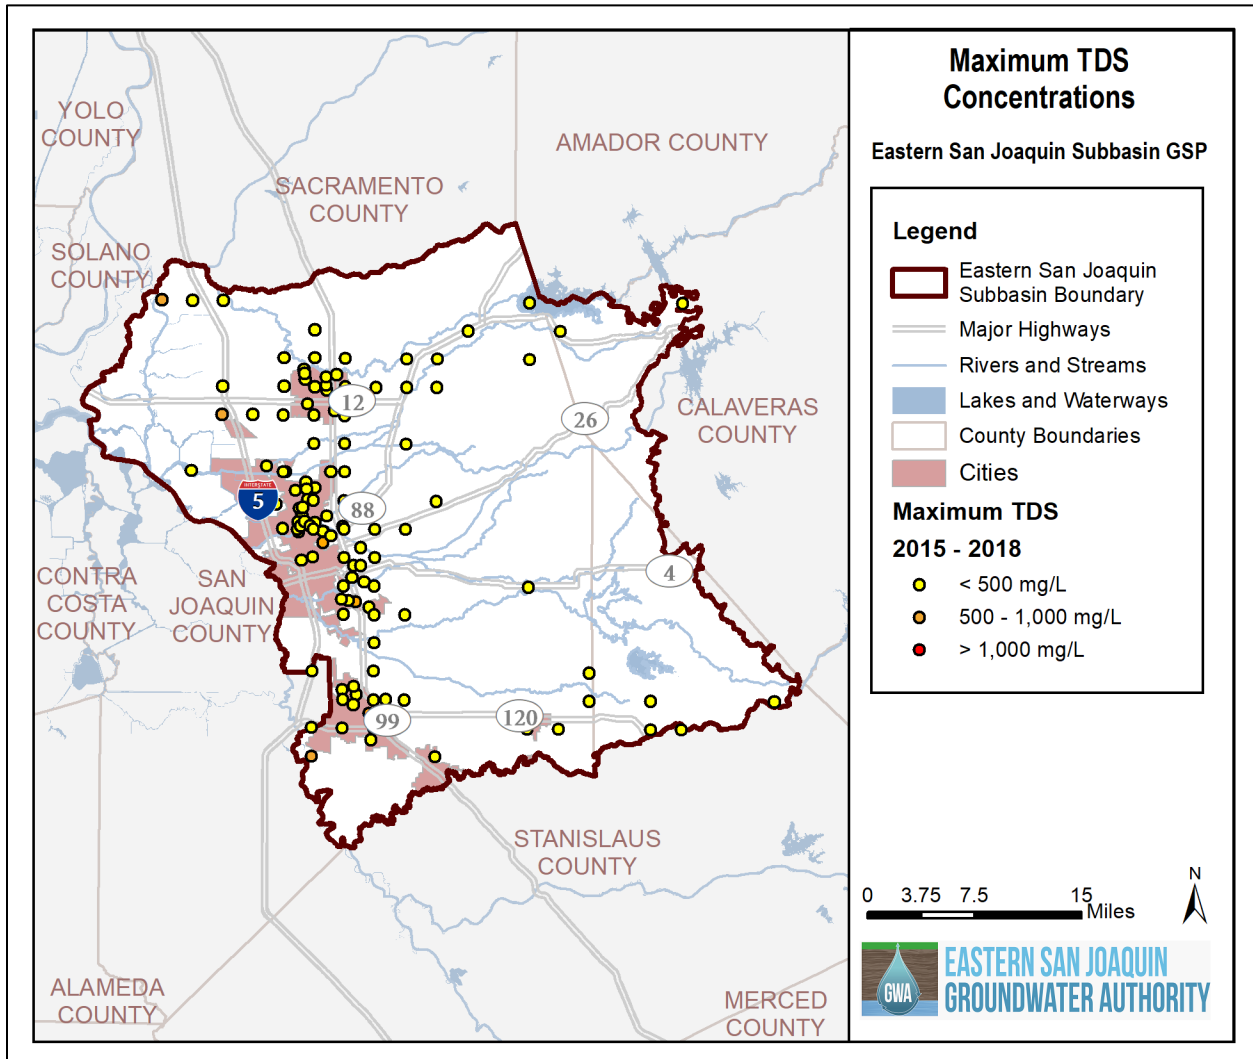 YOLO
COUNTY
AMADOR COUNTY
SACRAMENTO
COUNTY
SOLANO
COUNTY
CALAVERAS
COUNTY
12
26
INTERSTATE
5
88
4
CONTRA
COSTA
COUNTY
SAN
JOAQUIN
COUNTY
99
120
STANISLAUS
COUNTY
ALAMEDA
COUNTY
MERCED
COUNTY
Maximum TDS
Concentrations
Eastern San Joaquin Subbasin GSP
Legend
Eastern San Joaquin
Subbasin Boundary
Major Highways
Rivers and Streams
Lakes and Waterways
County Boundaries
Cities
Maximum TDS
2015 - 2018
< 500 mg/L
500 - 1,000 mg/L
> 1,000 mg/L
N
0 3.75 7.5 15
Miles
GWA
EASTERN SAN JOAQUIN
GROUNDWATER AUTHORITY